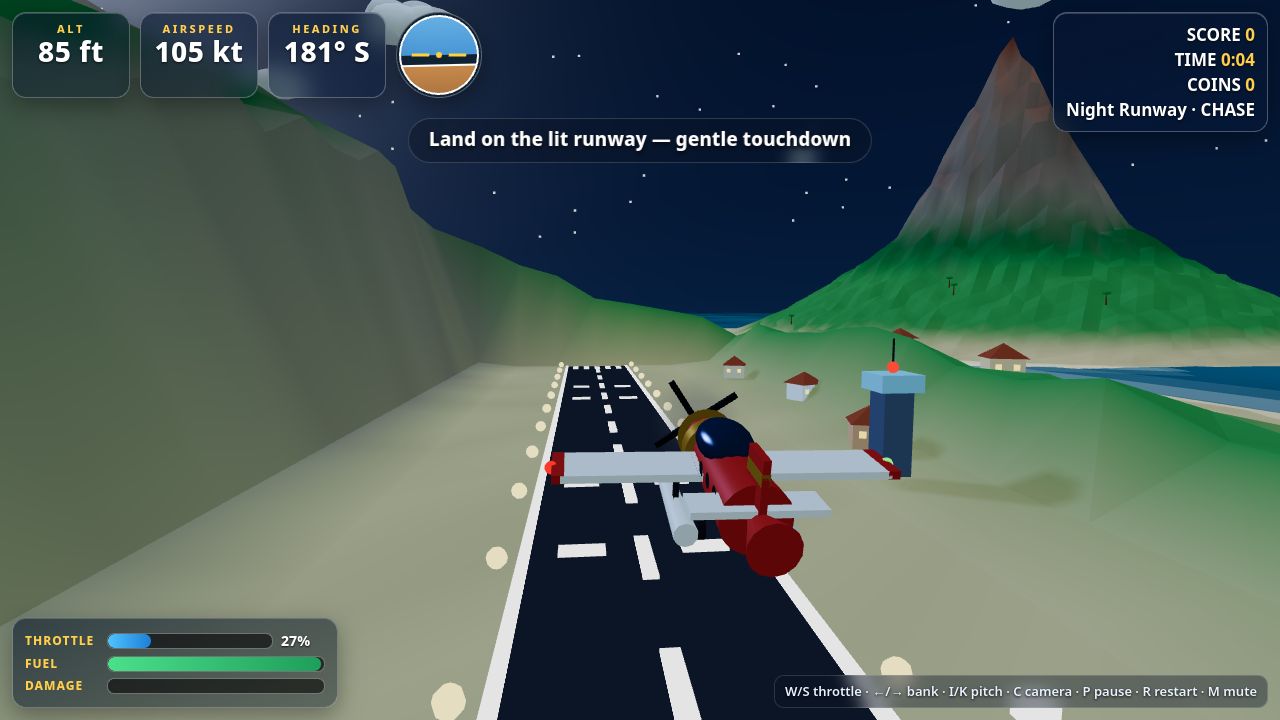 ALT
85 ft
AIRSPEED
105 kt
HEADING
181° S
SCORE 0
TIME 0:04
COINS 0
Night Runway · CHASE
Land on the lit runway — gentle touchdown
THROTTLE 27%
FUEL
DAMAGE
W/S throttle · ←/→ bank · I/K pitch · C camera · P pause · R restart · M mute